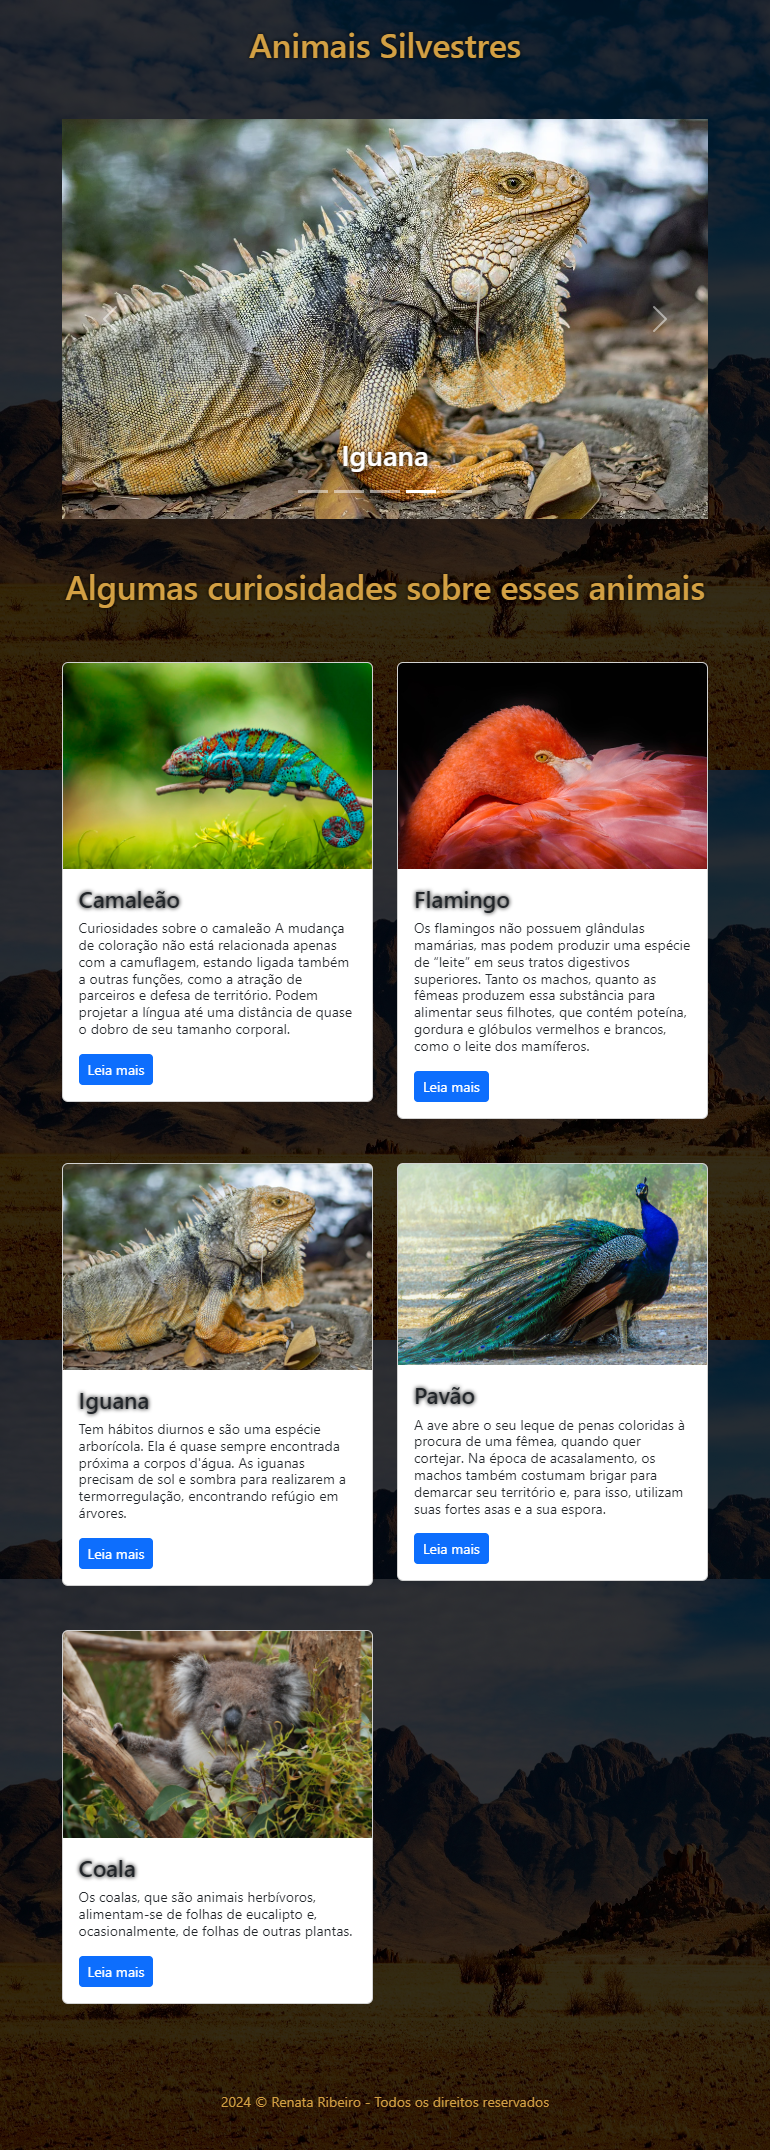 Animais Silvestres
Iguana
Algumas curiosidades sobre esses animais
Camaleão
Curiosidades sobre o camaleão A mudança
de coloração não está relacionada apenas
com a camuflagem, estando ligada também
a outras funções, como a atração de
parceiros e defesa de território. Podem
projetar a língua até uma distância de quase
o dobro de seu tamanho corporal.
Leia mais
Flamingo
Os flamingos não possuem glândulas
mamárias, mas podem produzir uma espécie
de “leite” em seus tratos digestivos
superiores. Tanto os machos, quanto as
fêmeas produzem essa substância para
alimentar seus filhotes, que contém poteína,
gordura e glóbulos vermelhos e brancos,
como o leite dos mamíferos.
Leia mais
Iguana
Tem hábitos diurnos e são uma espécie
arborícola. Ela é quase sempre encontrada
próxima a corpos d'água. As iguanas
precisam de sol e sombra para realizarem a
termorregulação, encontrando refúgio em
árvores.
Leia mais
Pavão
A ave abre o seu leque de penas coloridas à
procura de uma fêmea, quando quer
cortejar. Na época de acasalamento, os
machos também costumam brigar para
demarcar seu território e, para isso, utilizam
suas fortes asas e a sua espora.
Leia mais
Coala
Os coalas, que são animais herbívoros,
alimentam-se de folhas de eucalipto e,
ocasionalmente, de folhas de outras plantas.
Leia mais
2024 © Renata Ribeiro - Todos os direitos reservados